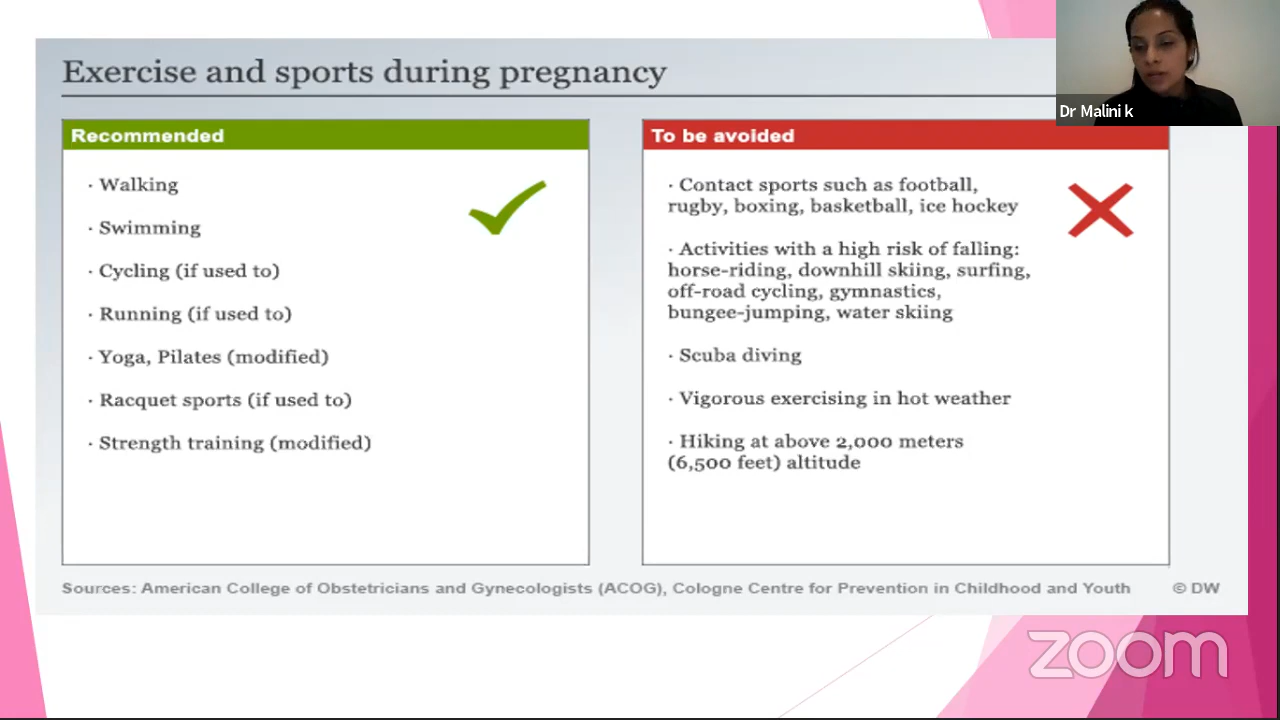 Exercise and sports during pregnancy
Dr Malini k
Recommended
· Walking
· Swimming
· Cycling (if used to)
· Running (if used to)
· Yoga, Pilates (modified)
· Racquet sports (if used to)
· Strength training (modified)
To be avoided
· Contact sports such as football,
rugby, boxing, basketball, ice hockey
· Activities with a high risk of falling:
horse-riding, downhill skiing, surfing,
off-road cycling, gymnastics,
bungee-jumping, water skiing
· Scuba diving
· Vigorous exercising in hot weather
· Hiking at above 2,000 meters
(6,500 feet) altitude
Sources: American College of Obstetricians and Gynecologists (ACOG), Cologne Centre for Prevention in Childhood and Youth © DW
zoom